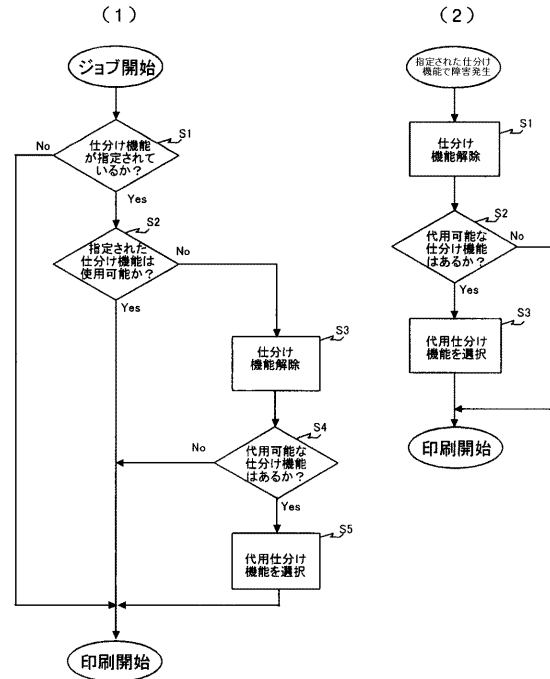 (1)
ジョブ開始
S1
仕分け機能
が指定されて
いるか?
No
Yes
S2
指定された
仕分け機能は
使用可能か?
No
Yes
S3
仕分け
機能解除
S4
代用可能な
仕分け機能
はあるか?
No
Yes
S5
代用仕分け
機能を選択
印刷開始
(2)
指定された仕分け
機能で障害発生
S1
仕分け
機能解除
S2
代用可能な
仕分け機能
はあるか?
No
Yes
S3
代用仕分け
機能を選択
印刷開始